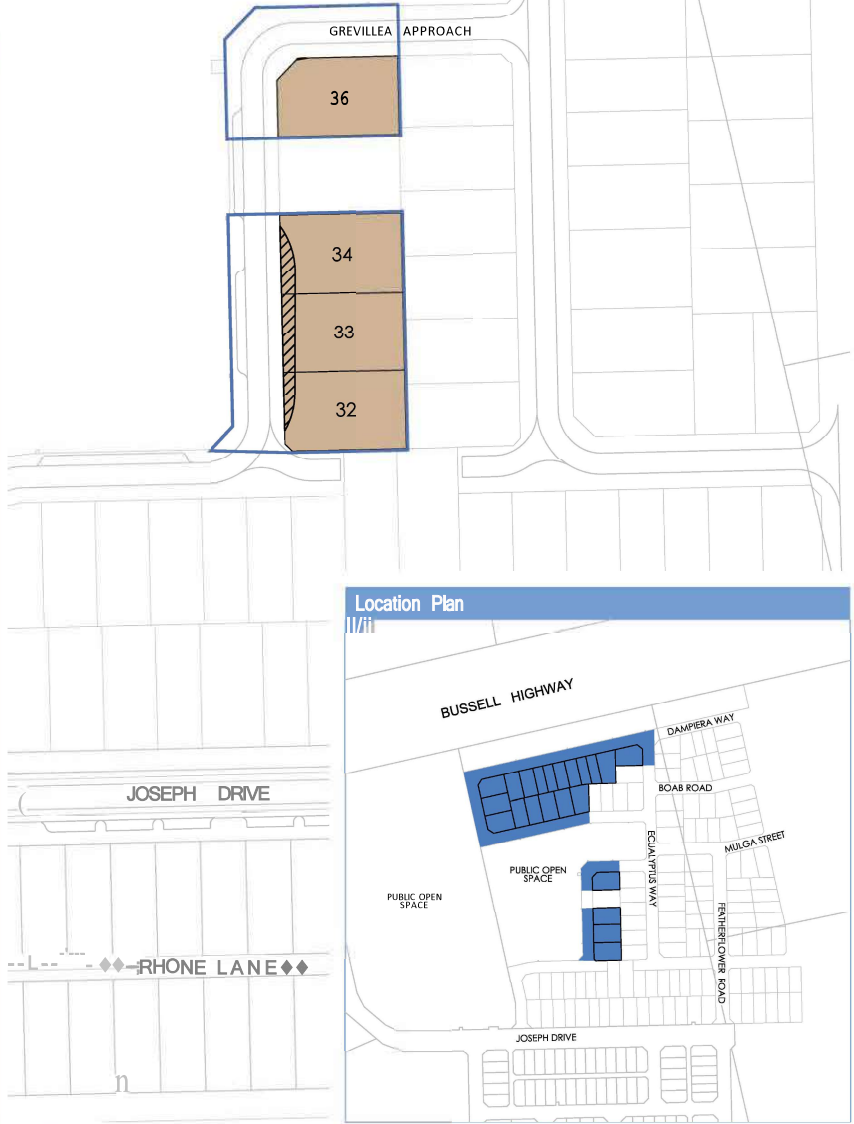 GREVILLEA APPROACH
36
34
33
32
Location Plan
BUSSELL HIGHWAY
DAMPIERA WAY
BOAB ROAD
MULGA STREET
ECUALYPTUS WAY
PUBLIC OPEN
SPACE
PUBLIC OPEN
SPACE
FEATHERFLOWER ROAD
JOSEPH DRIVE
JOSEPH DRIVE
RHONE LANE
n